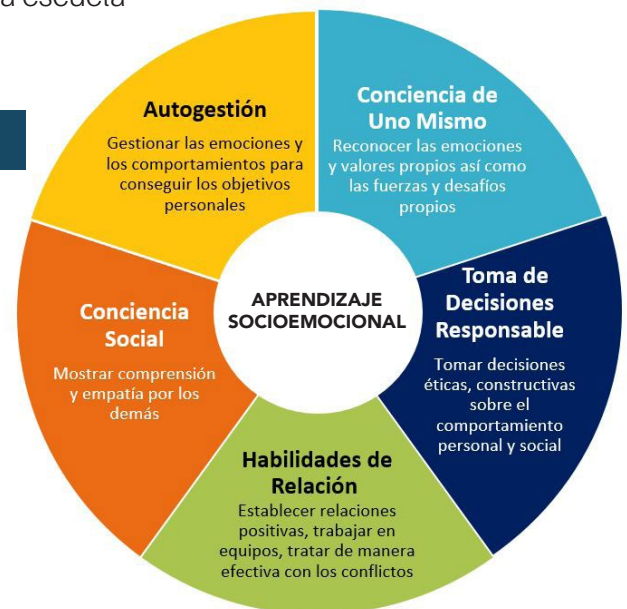 a escuela
Autogestión
Gestionar las emociones y
los comportamientos para
conseguir los objetivos
personales
Conciencia de
Uno Mismo
Reconocer las emociones
y valores propios así como
las fuerzas y desafíos
propios
Toma de
Decisiones
Responsable
Tomar decisiones
éticas, constructivas
sobre el
comportamiento
personal y social
Habilidades de
Relación
Establecer relaciones
positivas, trabajar en
equipos, tratar de manera
efectiva con los conflictos
Conciencia
Social
Mostrar comprensión
y empatía por los
demás
APRENDIZAJE
SOCIOEMOCIONAL